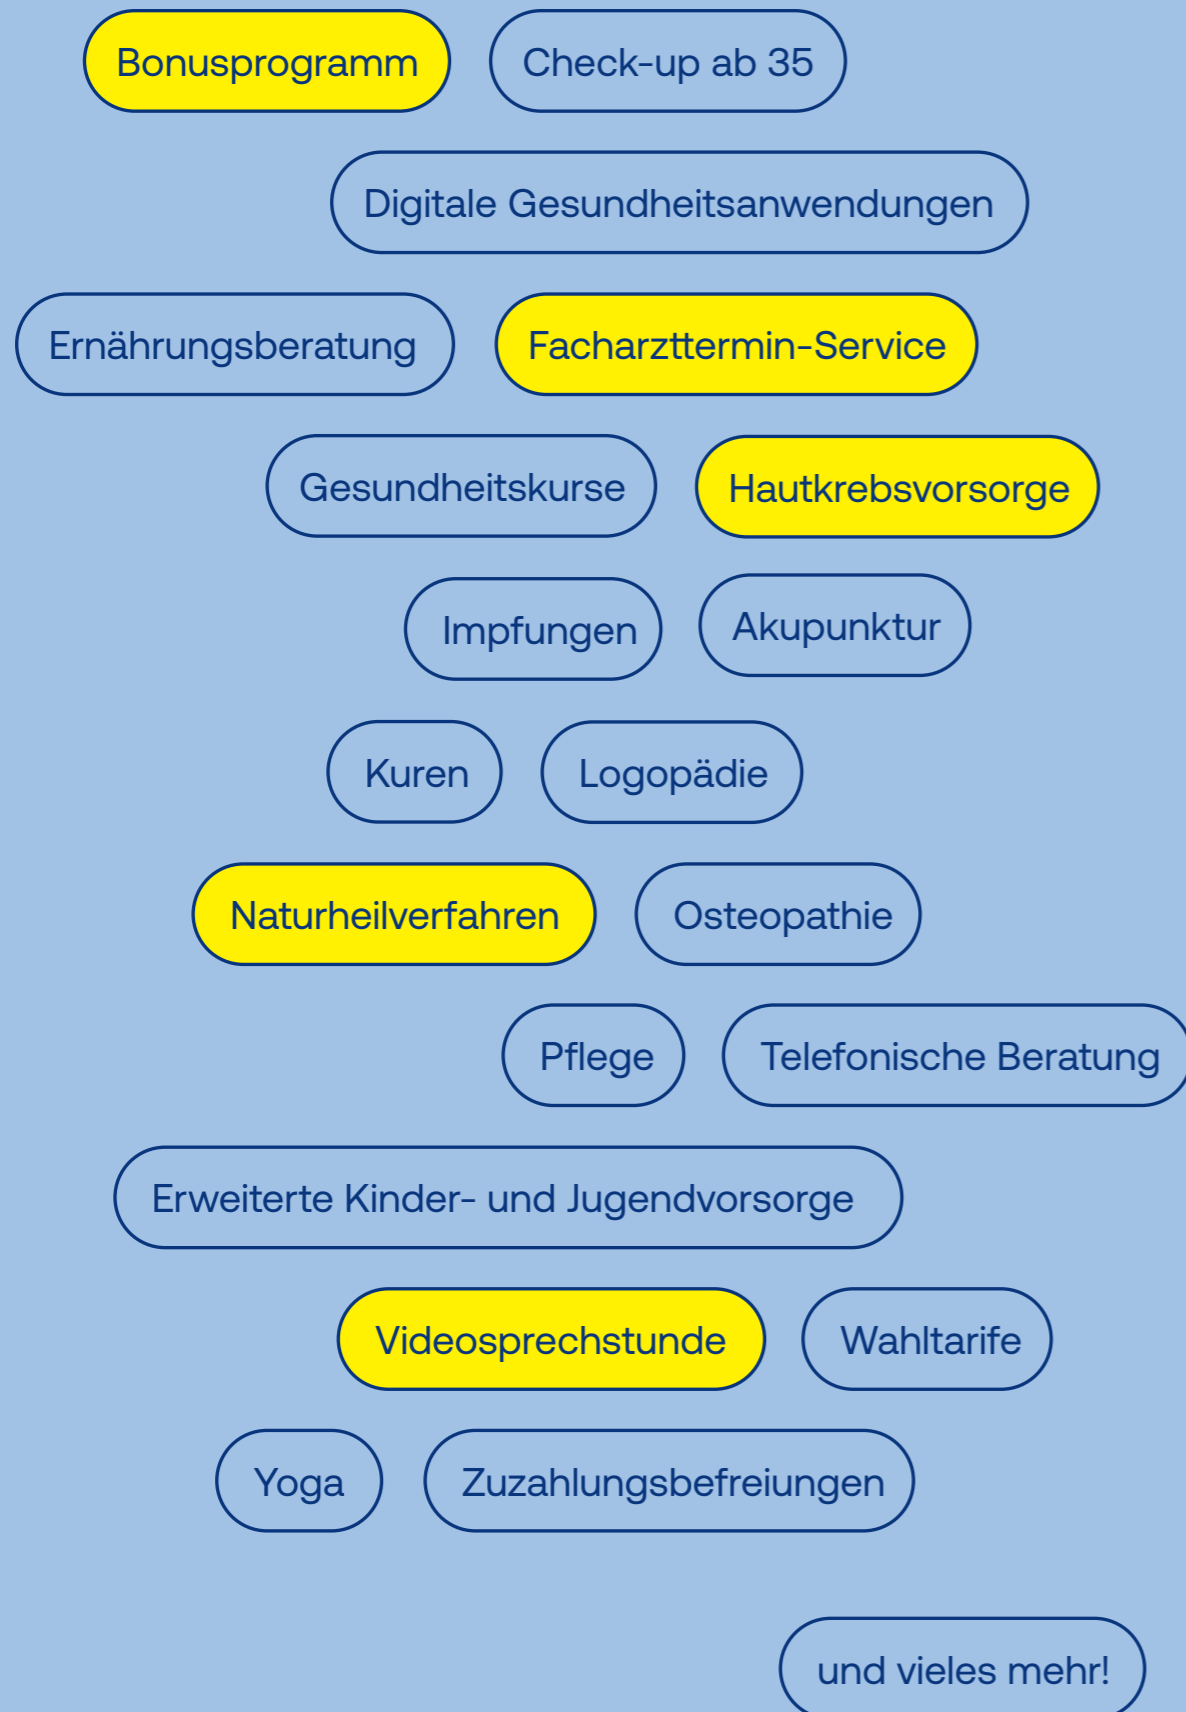 Bonusprogramm Check-up ab 35
Digitale Gesundheitsanwendungen
Ernährungsberatung Facharzttermin-Service
Gesundheitskurse Hautkrebsvorsorge
Impfungen Akupunktur
Kuren Logopädie
Naturheilverfahren Osteopathie
Pflege Telefonische Beratung
Erweiterte Kinder- und Jugendvorsorge
Videosprechstunde Wahltarife
Yoga Zuzahlungsbefreiungen
und vieles mehr!